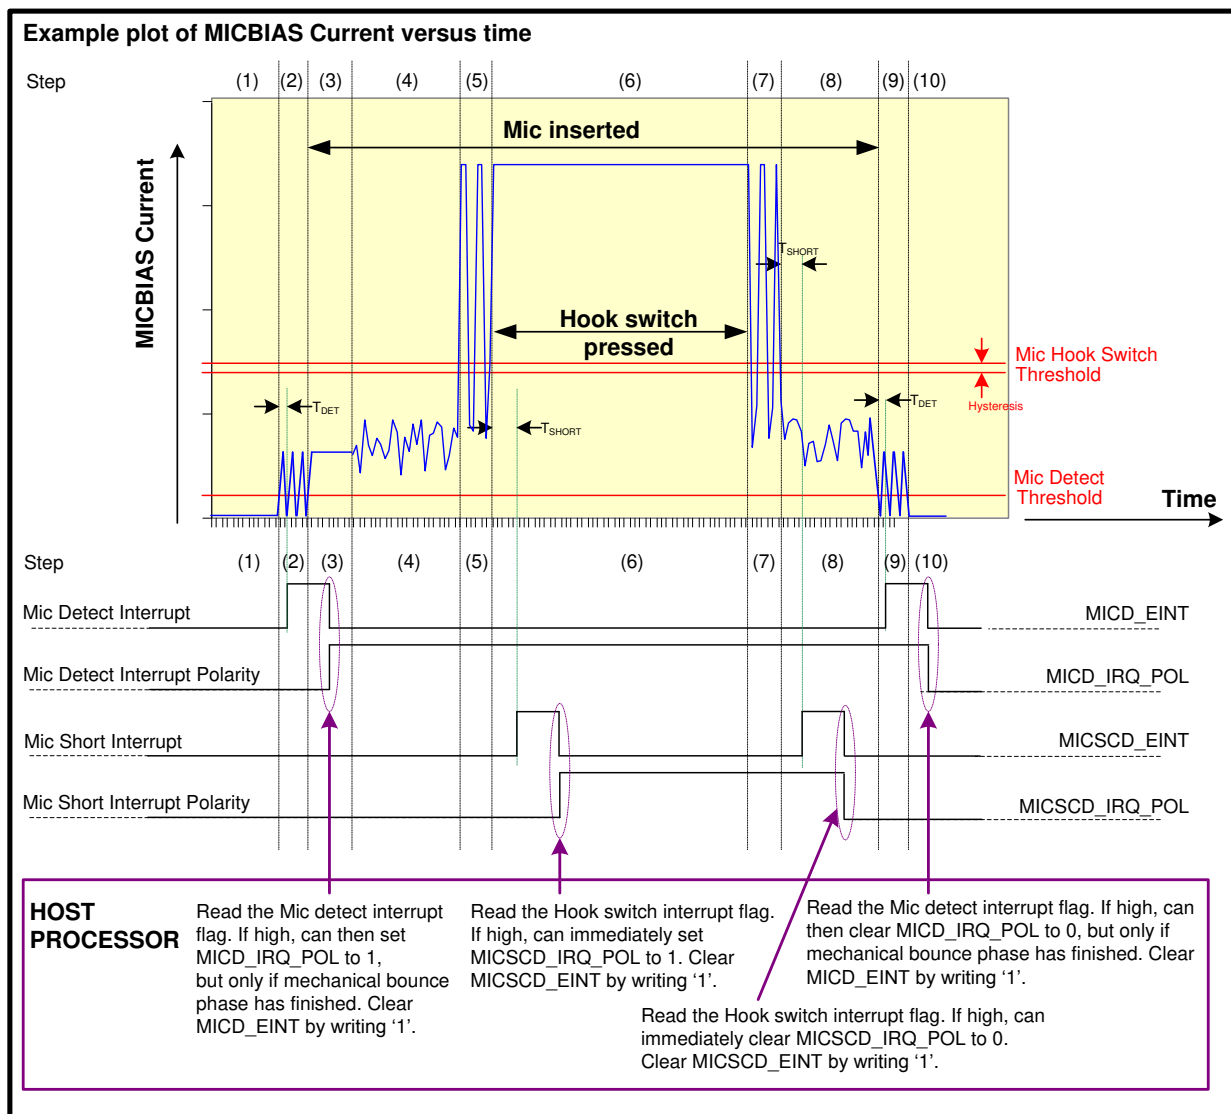 Example plot of MICBIAS Current versus time
Step
(1) (2) (3) (4) (5) (6) (7) (8) (9) (10)
Mic inserted
MICBIAS Current
TSHORT
Hook switch
pressed
Mic Hook Switch
Threshold
Hysteresis
TDET
TDET
TSHORT
Mic Detect
Threshold
Time
Step
(1) (2) (3) (4) (5) (6) (7) (8) (9) (10)
Mic Detect Interrupt
MICD_EINT
Mic Detect Interrupt Polarity
MICD_IRQ_POL
Mic Short Interrupt
MICSCD_EINT
Mic Short Interrupt Polarity
MICSCD_IRQ_POL
HOST
PROCESSOR
Read the Mic detect interrupt
flag. If high, can then set
MICD_IRQ_POL to 1,
but only if mechanical bounce
phase has finished. Clear
MICD_EINT by writing ‘1’.
Read the Hook switch interrupt flag.
If high, can immediately set
MICSCD_IRQ_POL to 1. Clear
MICSCD_EINT by writing ‘1’.
Read the Mic detect interrupt flag. If high, can
then clear MICD_IRQ_POL to 0, but only if
mechanical bounce phase has finished. Clear
MICD_EINT by writing ‘1’.
Read the Hook switch interrupt flag. If high, can
immediately clear MICSCD_IRQ_POL to 0.
Clear MICSCD_EINT by writing ‘1’.